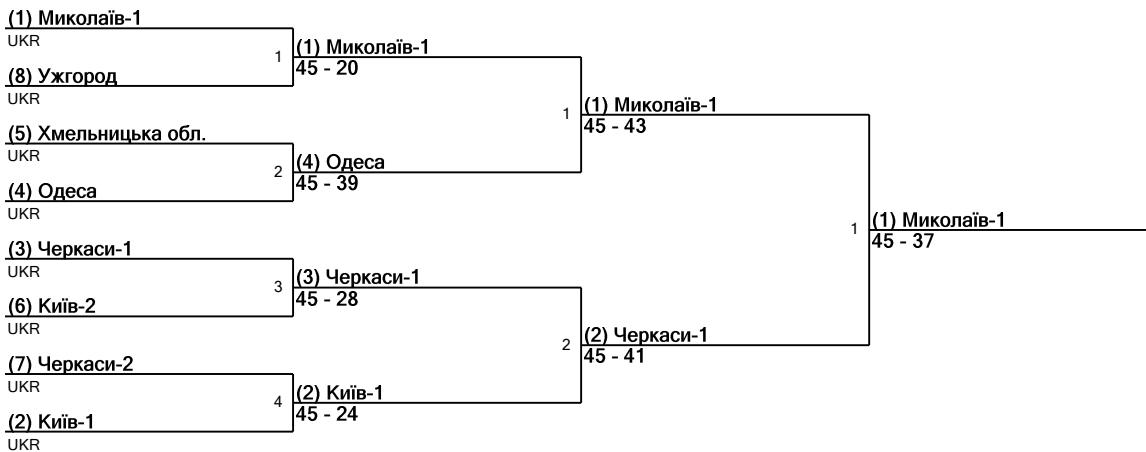 (1) Миколаїв-1
UKR
1
(8) Ужгород
UKR
(1) Миколаїв-1
45 - 20
(5) Хмельницька обл.
UKR
2
(4) Одеса
UKR
(4) Одеса
45 - 39
1
(1) Миколаїв-1
45 - 43
(3) Черкаси-1
UKR
3
(6) Київ-2
UKR
(3) Черкаси-1
45 - 28
(7) Черкаси-2
UKR
4
(2) Київ-1
UKR
(2) Київ-1
45 - 24
2
(2) Черкаси-1
45 - 41
1
(1) Миколаїв-1
45 - 37